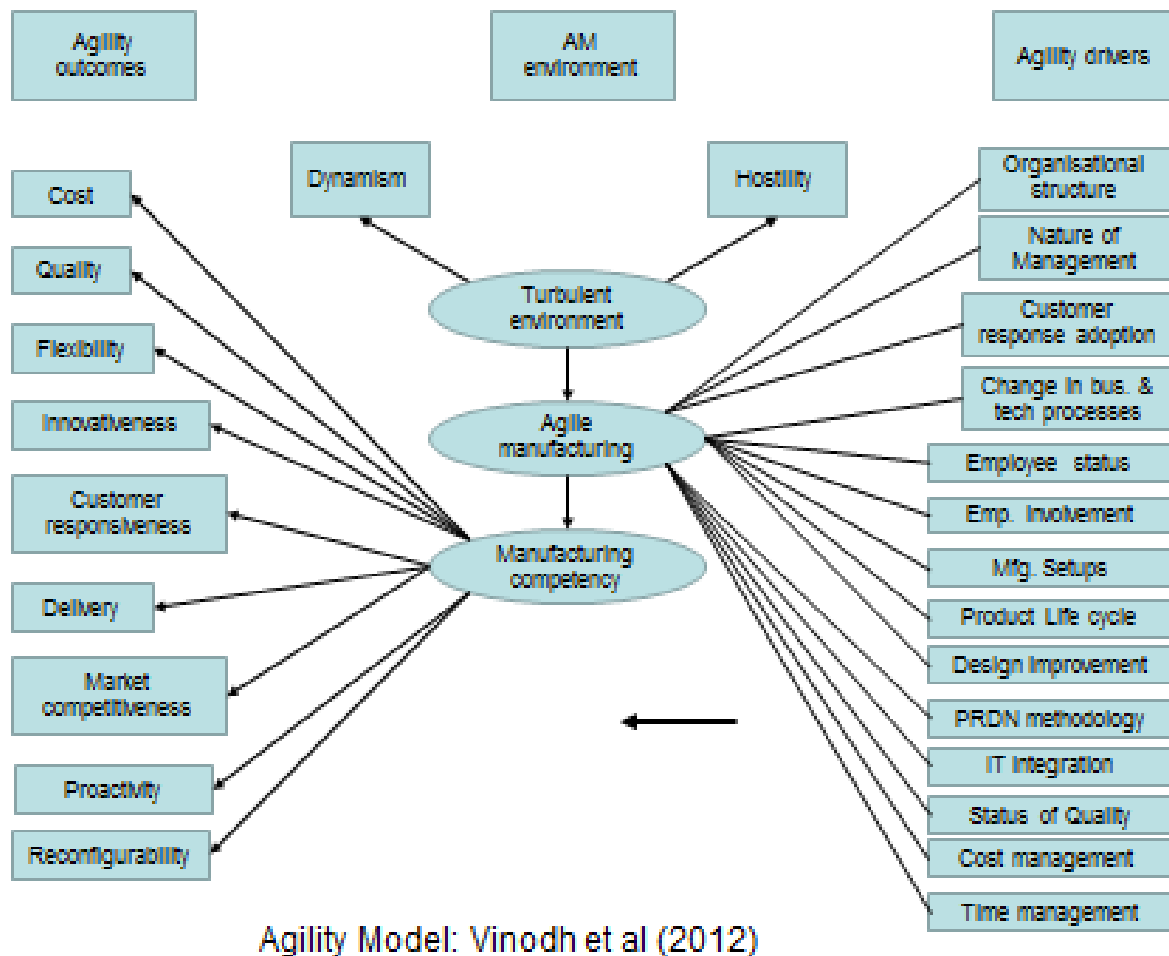 Agility
outcomes
AM
environment
Agility drivers
Dynamism
Hostility
Organisational
structure
Cost
Nature of
Management
Quality
Turbulent
environment
Customer
response adoption
Flexibility
Change in bus. &
tech processes
Innovativeness
Agile
manufacturing
Employee status
Customer
responsiveness
Emp. Involvement
Manufacturing
competency
Mfg. Setups
Delivery
Product Life cycle
Design Improvement
Market
competitiveness
PRDN methodology
IT Integration
Proactivity
Status of Quality
Reconfigurability
Cost management
Time management
Agility Model: Vinodh et al (2012)